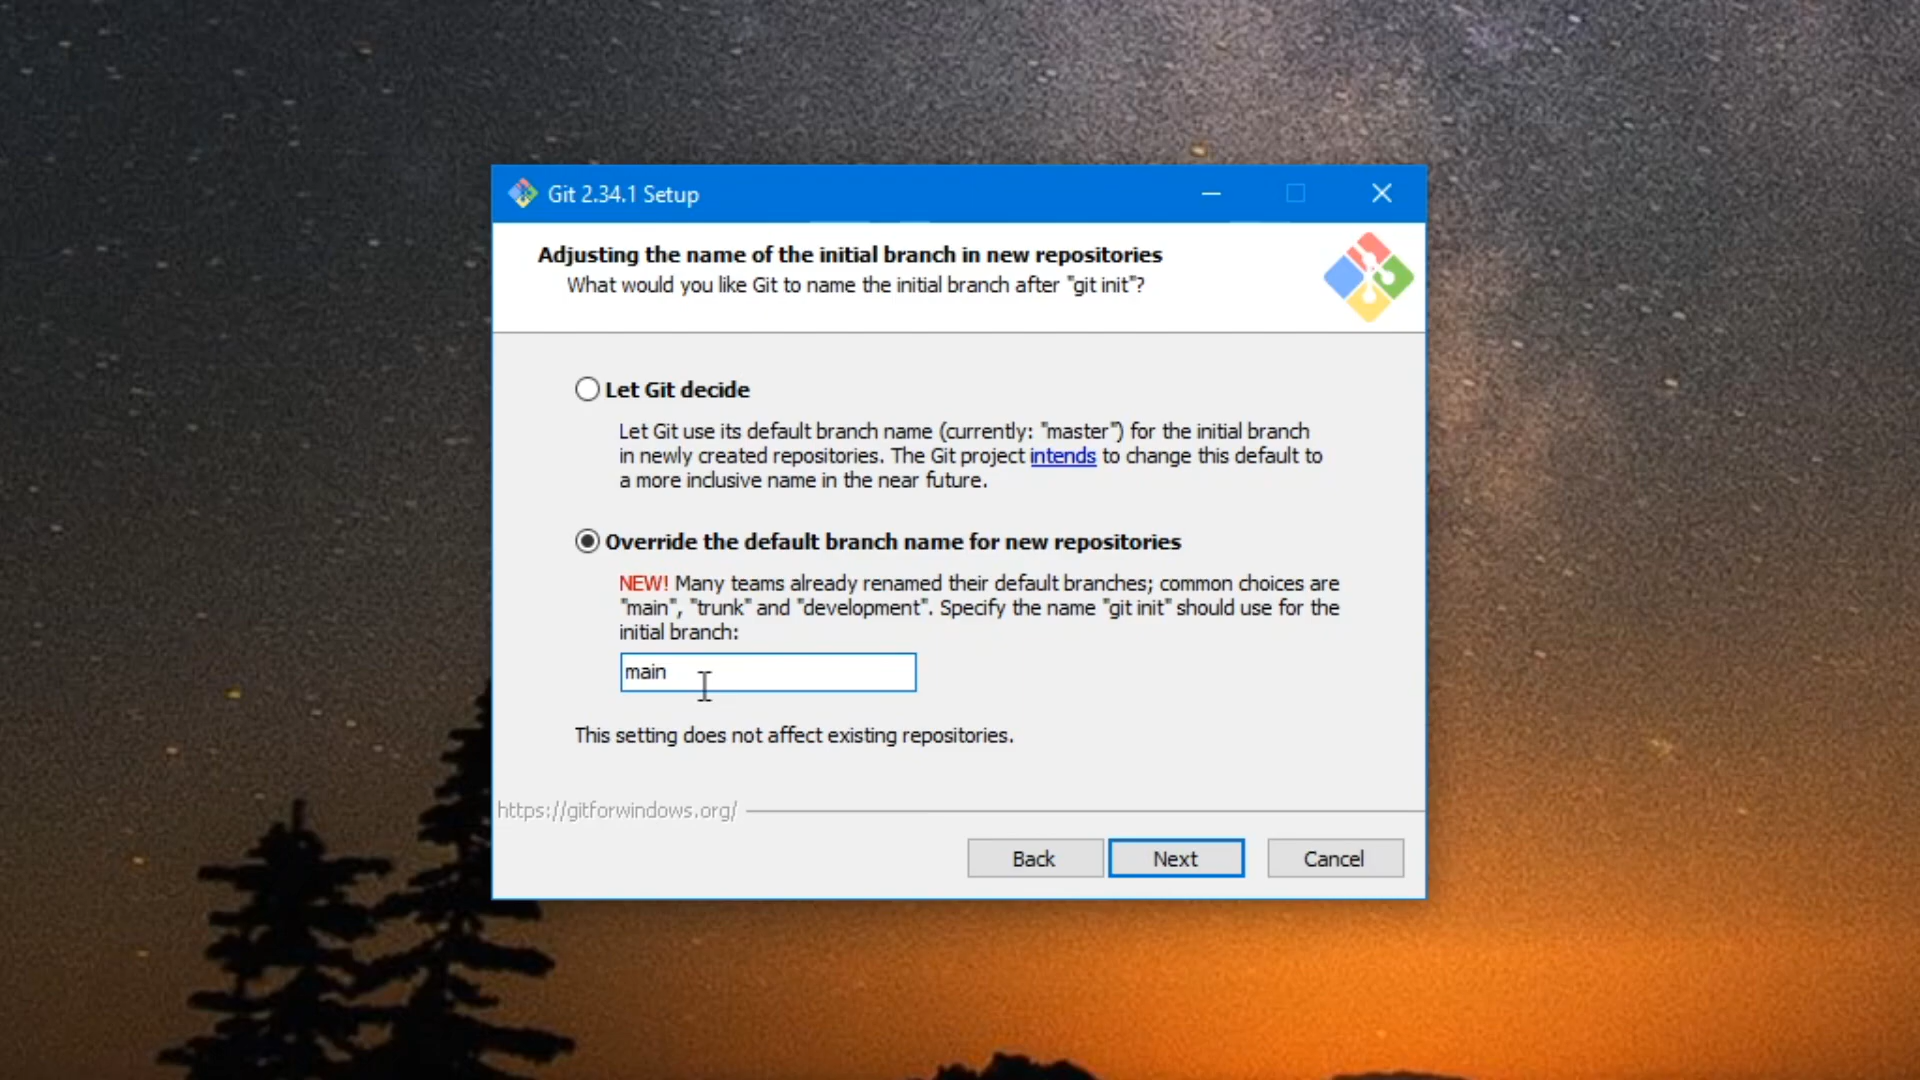 Git 2.34.1 Setup
Adjusting the name of the initial branch in new repositories
What would you like Git to name the initial branch after "git init"?
Let Git decide
Let Git use its default branch name (currently: "master") for the initial branch
in newly created repositories. The Git project intends to change this default to
a more inclusive name in the near future.
Override the default branch name for new repositories
NEW! Many teams already renamed their default branches; common choices are
"main", "trunk" and "development". Specify the name "git init" should use for the
initial branch:
main
This setting does not affect existing repositories.
https://gitforwindows.org/
Back Next Cancel